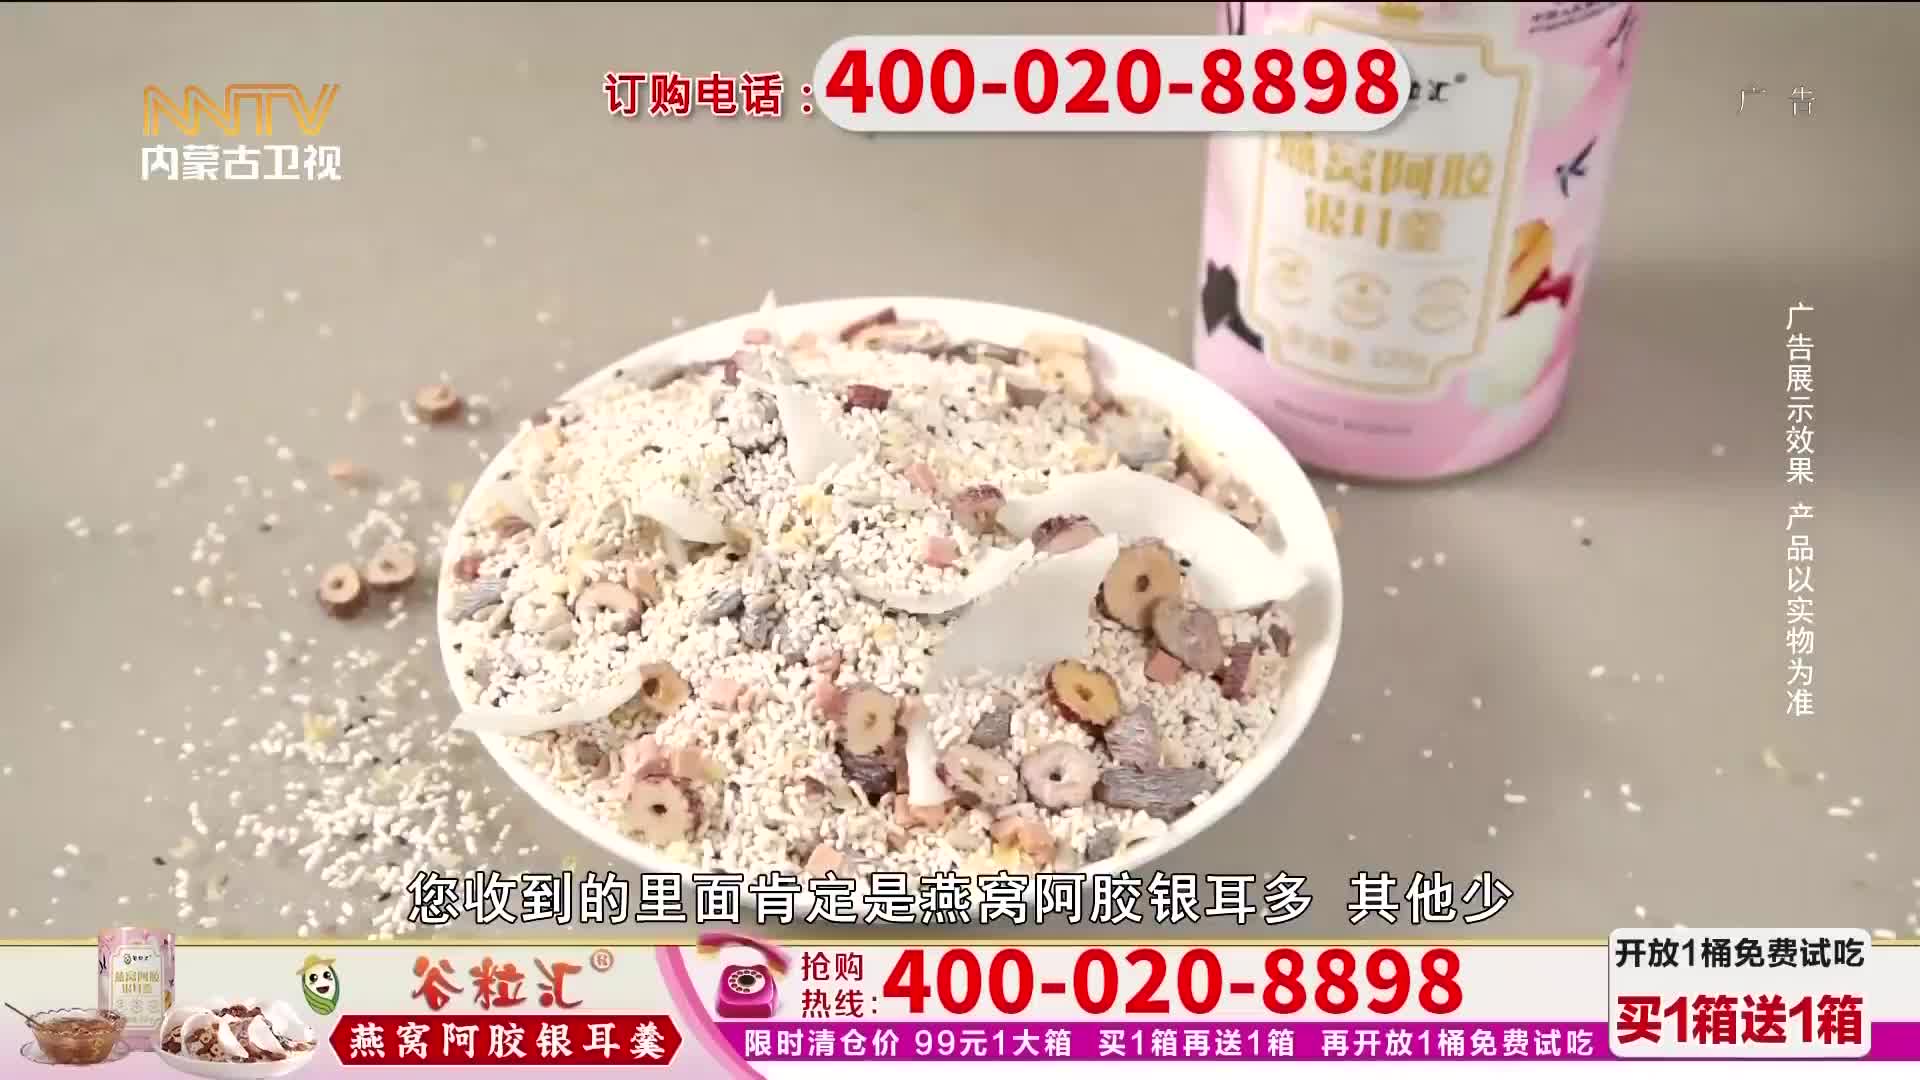 NNTV
内蒙古卫视
订购电话：400-020-8898
广告
燕窝阿胶
银耳羹
广告展示效果 产品以实物为准
您收到的里面肯定是燕窝阿胶银耳多 其他少
谷粒汇®
燕窝阿胶银耳羹
抢购
热线:
400-020-8898
限时清仓价 99元1大箱 买1箱再送1箱 再开放1桶免费试吃
开放1桶免费试吃
买1箱送1箱